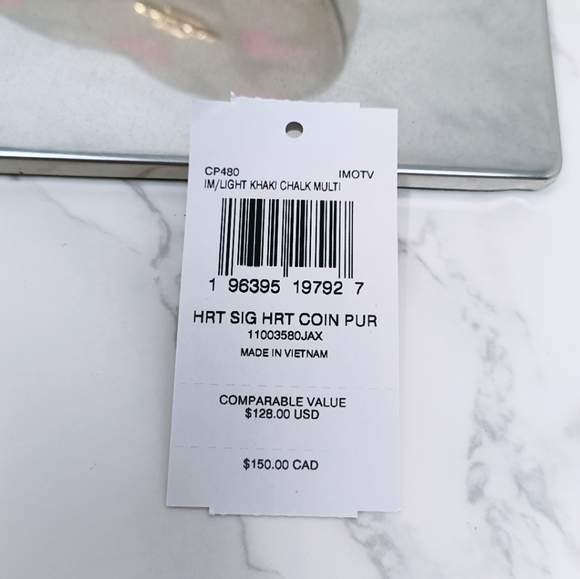 CP480 IMOTV
IM/LIGHT KHAKI CHALK MULTI
1 96395 19792 7
HRT SIG HRT COIN PUR
11003580JAX
MADE IN VIETNAM
COMPARABLE VALUE
$128.00 USD
$150.00 CAD